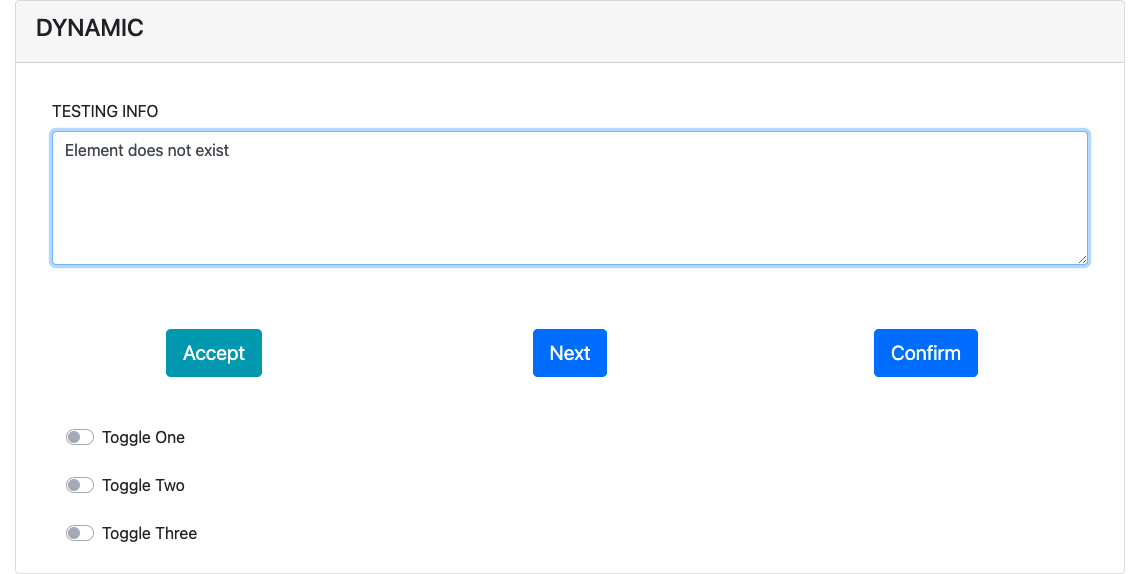 DYNAMIC
TESTING INFO
Element does not exist
Accept Next Confirm
Toggle One
Toggle Two
Toggle Three